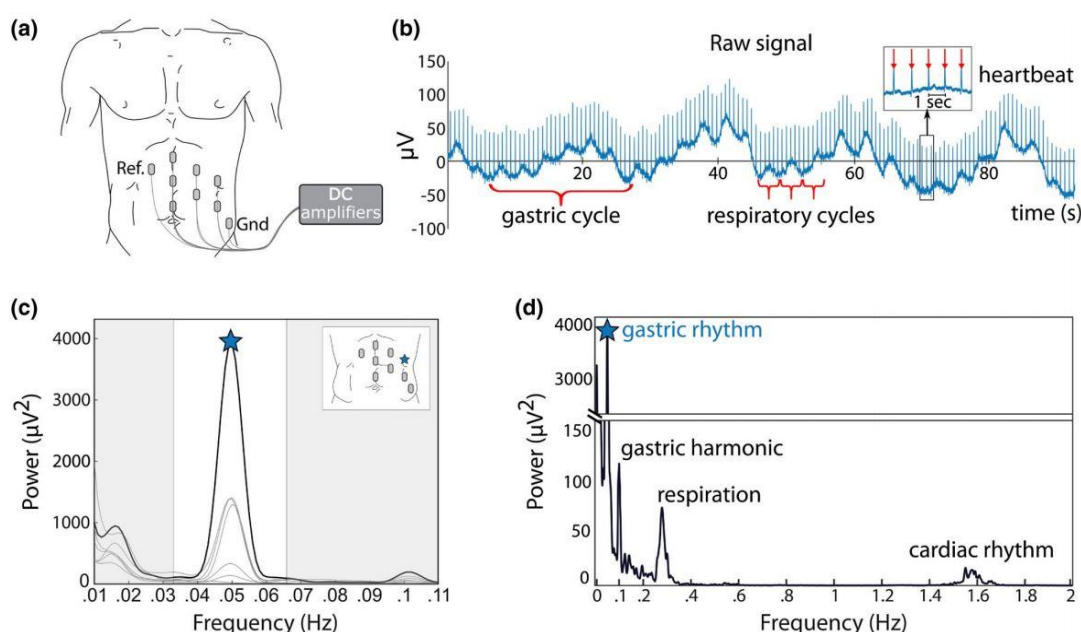 (a)
Ref.
Gnd
DC
amplifiers
(b)
Raw signal
heartbeat
1 sec
150
100
50
0
-50
-100
µV
20
40
60
80
time (s)
gastric cycle
respiratory cycles
(c)
4000
3000
2000
1000
0
Power (µV²)
.01 .02 .03 .04 .05 .06 .07 .08 .09 .1 .11
Frequency (Hz)
(d)
4000
3000
150
100
50
0
Power (µV²)
gastric rhythm
gastric harmonic
respiration
cardiac rhythm
0 .1 .2 .4 .6 .8 1 1.2 1.4 1.6 1.8 2
Frequency (Hz)